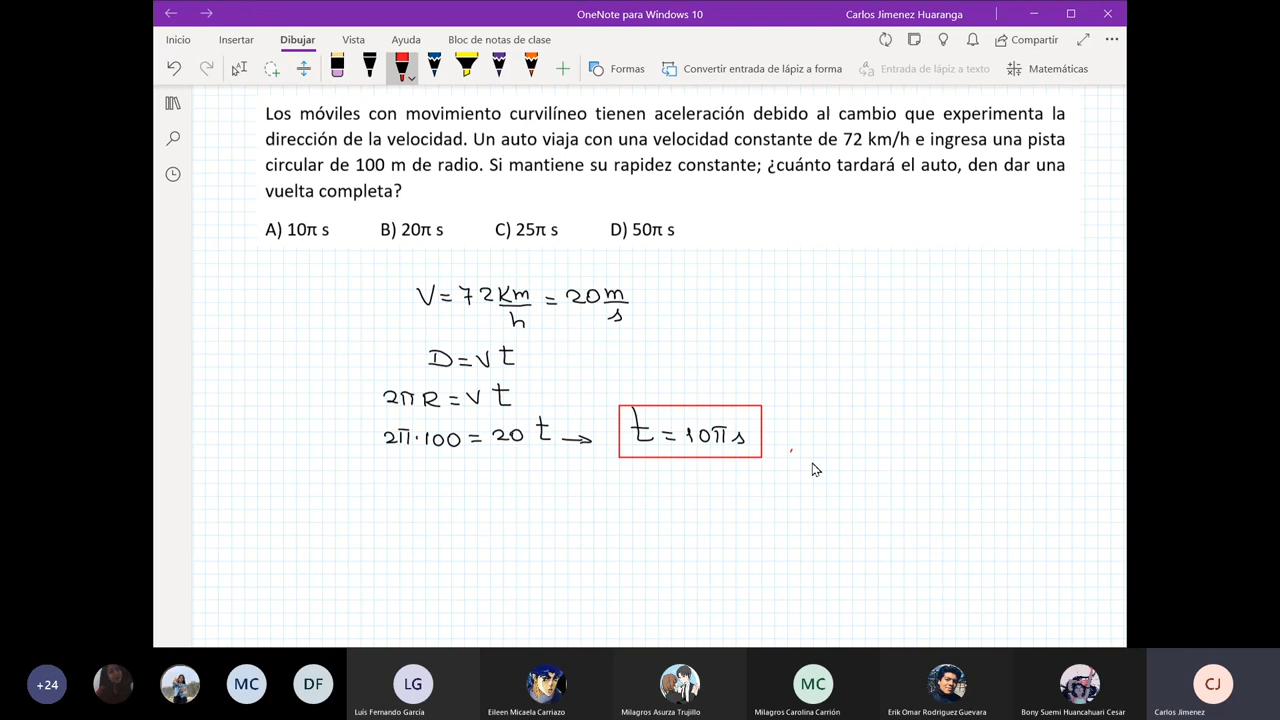 OneNote para Windows 10
Carlos Jimenez Huaranga
Inicio Insertar Dibujar Vista Ayuda Bloc de notas de clase
Compartir
Formas Convertir entrada de lápiz a forma Entrada de lápiz a texto Matemáticas
Los móviles con movimiento curvilíneo tienen aceleración debido al cambio que experimenta la
dirección de la velocidad. Un auto viaja con una velocidad constante de 72 km/h e ingresa una pista
circular de 100 m de radio. Si mantiene su rapidez constante; ¿cuánto tardará el auto, den dar una
vuelta completa?
A) 10π s B) 20π s C) 25π s D) 50π s
V = 72 Km/h = 20 m/s
D = V t
2π R = V t
2π·100 = 20 t → t = 10π s
+24 MC DF LG MC CJ
Luis Fernando García Eileen Micaela Carriazo Milagros Asurza Trujillo Milagros Carolina Carrión Erik Omar Rodriguez Guevara Bony Suemi Huancahuari Cesar Carlos Jimenez